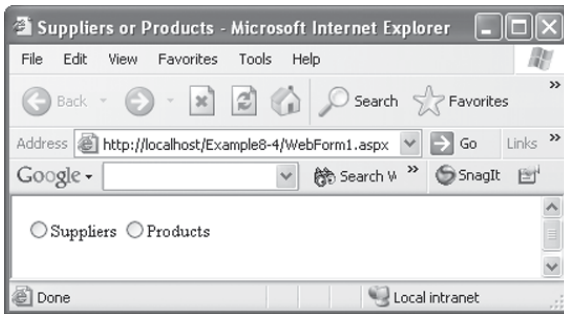 Suppliers or Products - Microsoft Internet Explorer
File Edit View Favorites Tools Help
Back Search Favorites »
Address http://localhost/Example8-4/WebForm1.aspx Go Links »
Google Search W » SnagIt
Suppliers Products
Done Local intranet